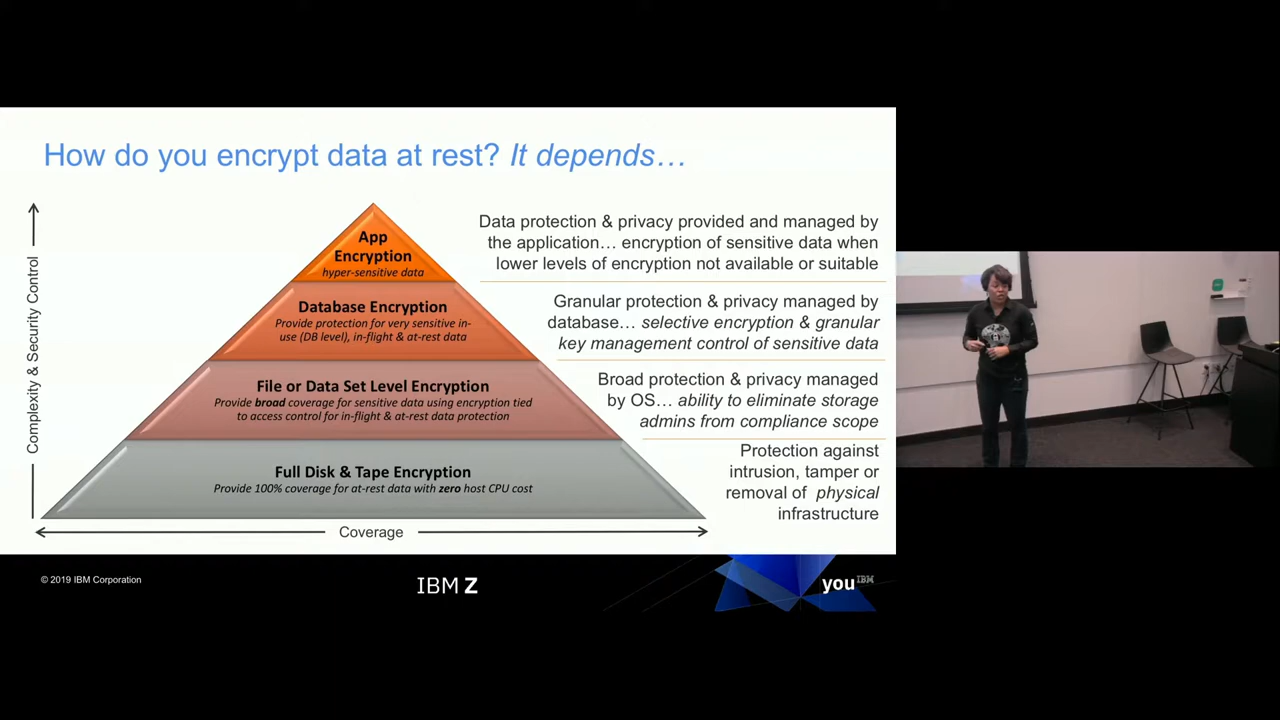 How do you encrypt data at rest? It depends…
Complexity & Security Control
App
Encryption
hyper-sensitive data
Data protection & privacy provided and managed by
the application… encryption of sensitive data when
lower levels of encryption not available or suitable
Database Encryption
Provide protection for very sensitive in-
use (DB level), in-flight & at-rest data
Granular protection & privacy managed by
database… selective encryption & granular
key management control of sensitive data
File or Data Set Level Encryption
Provide broad coverage for sensitive data using encryption tied
to access control for in-flight & at-rest data protection
Broad protection & privacy managed
by OS… ability to eliminate storage
admins from compliance scope
Full Disk & Tape Encryption
Provide 100% coverage for at-rest data with zero host CPU cost
Protection against
intrusion, tamper or
removal of physical
infrastructure
Coverage
© 2019 IBM Corporation
IBM Z
you IBM